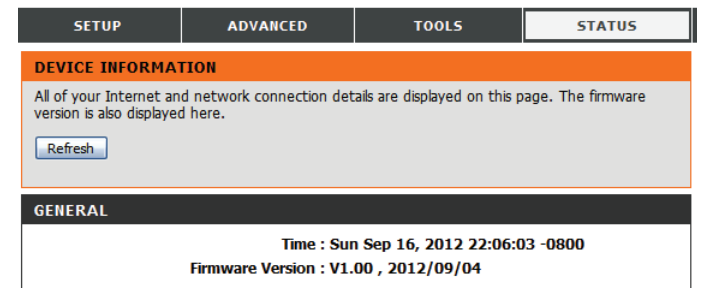 SETUP ADVANCED TOOLS STATUS
DEVICE INFORMATION
All of your Internet and network connection details are displayed on this page. The firmware
version is also displayed here.
Refresh
GENERAL
Time : Sun Sep 16, 2012 22:06:03 -0800
Firmware Version : V1.00 , 2012/09/04